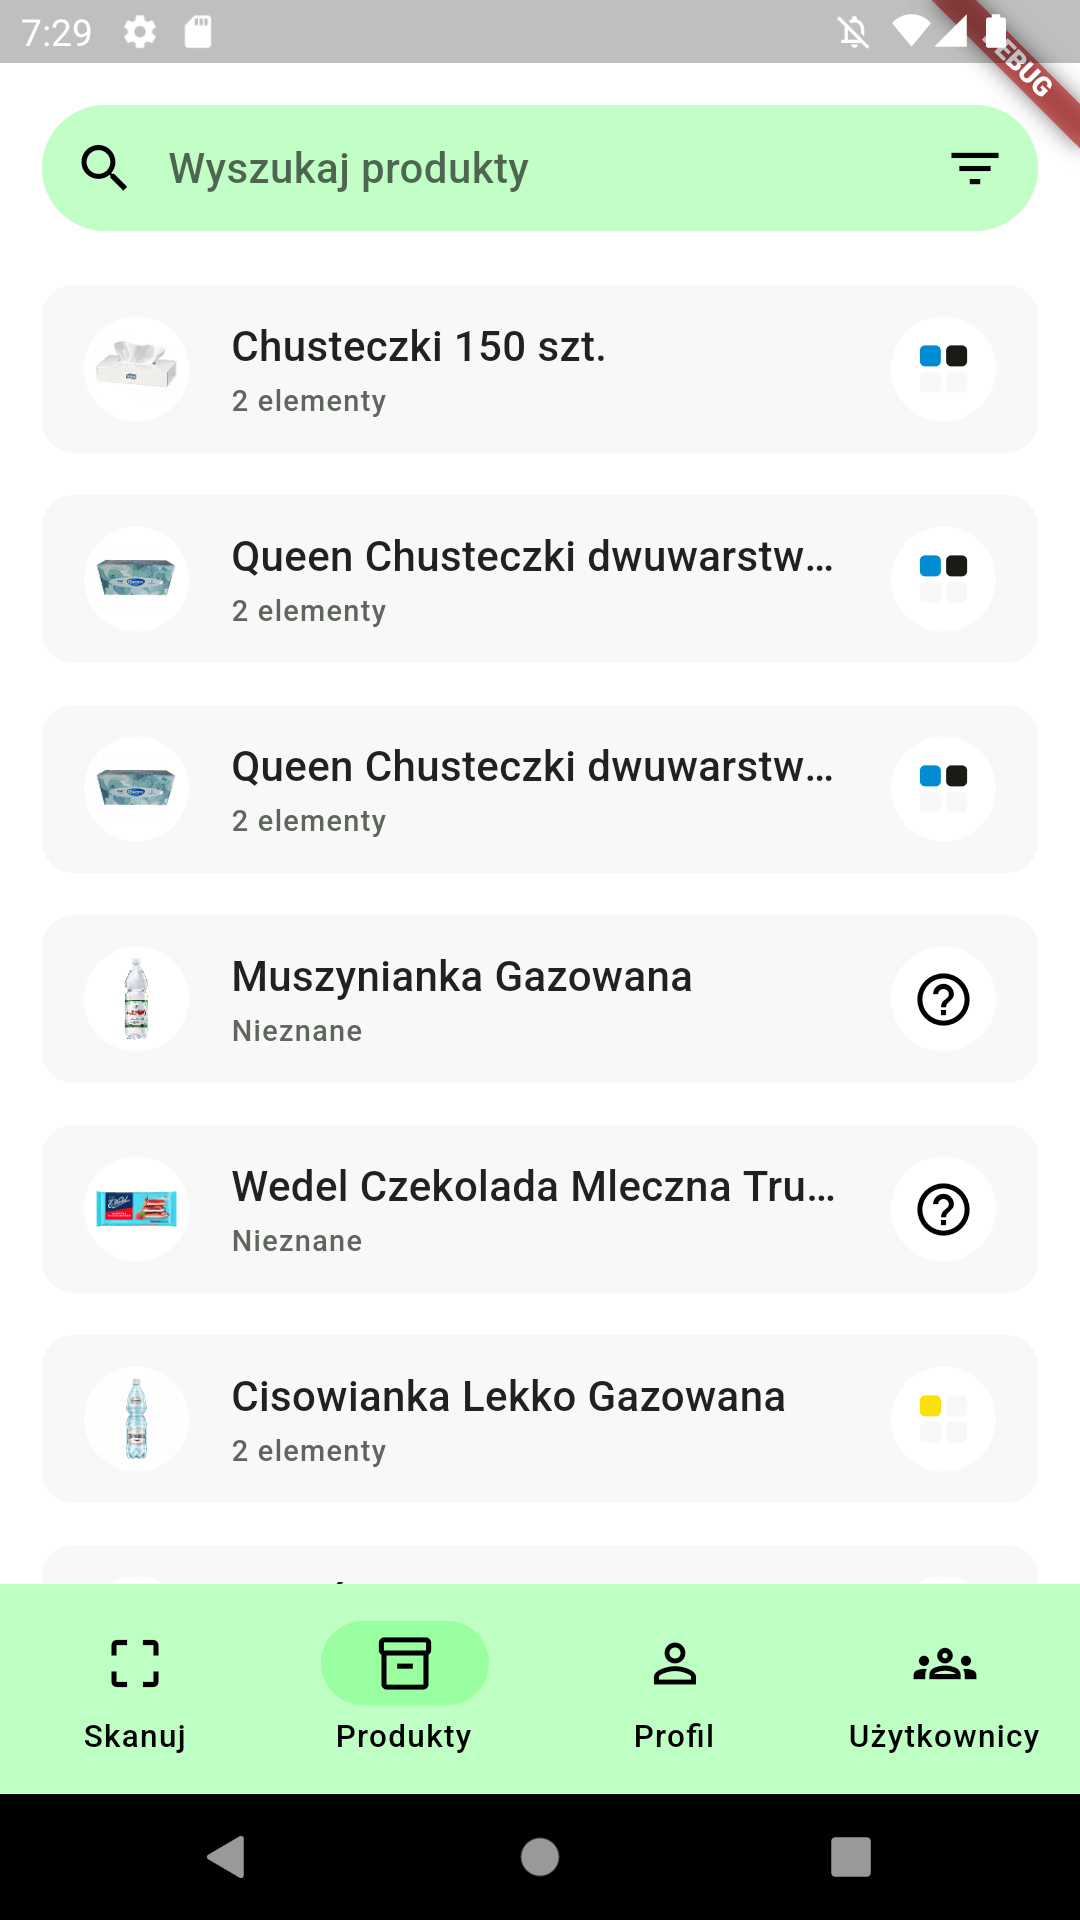 7:29
DEBUG
Wyszukaj produkty
Chusteczki 150 szt.
2 elementy
Queen Chusteczki dwuwarstw...
2 elementy
Queen Chusteczki dwuwarstw...
2 elementy
Muszynianka Gazowana
Nieznane
Wedel Czekolada Mleczna Tru...
Nieznane
Cisowianka Lekko Gazowana
2 elementy
Skanuj
Produkty
Profil
Użytkownicy